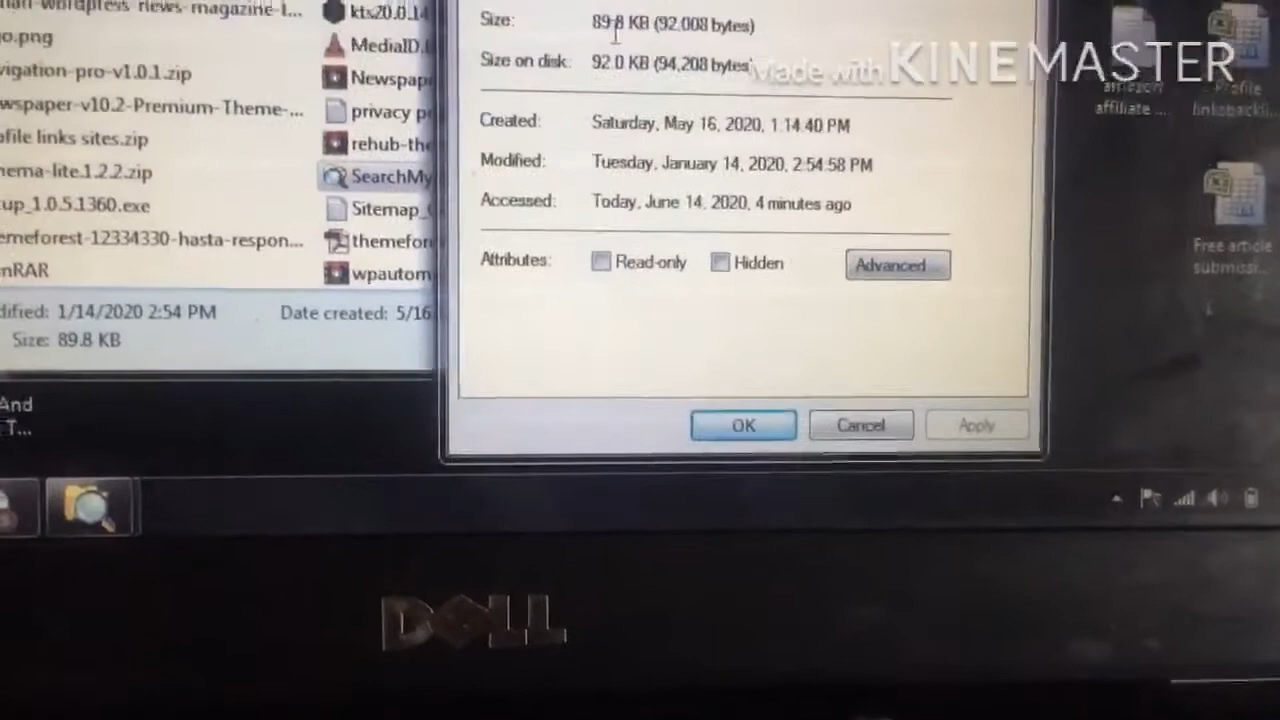 kts20.0.14
o.png
MediaID.
vigation-pro-v1.0.1.zip
Newspap
wspaper-v10.2-Premium-Theme-...
privacy p
ofile links sites.zip
rehub-the
nema-lite.1.2.2.zip
SearchMy
up_1.0.5.1360.exe
Sitemap_
emeforest-12334330-hasta-respon...
themefor
nRAR
wpautom
dified: 1/14/2020 2:54 PM
Date created: 5/16
Size: 89.8 KB
And
T...
Size: 89.8 KB (92,008 bytes)
Size on disk: 92.0 KB (94,208 bytes
Created: Saturday, May 16, 2020, 1:14:40 PM
Modified: Tuesday, January 14, 2020, 2:54:58 PM
Accessed: Today, June 14, 2020, 4 minutes ago
Attributes: Read-only Hidden Advanced...
OK Cancel Apply
Made with KINEMASTER
affiliate ...
Profile
linksbackli...
Free article
submissi...
DELL